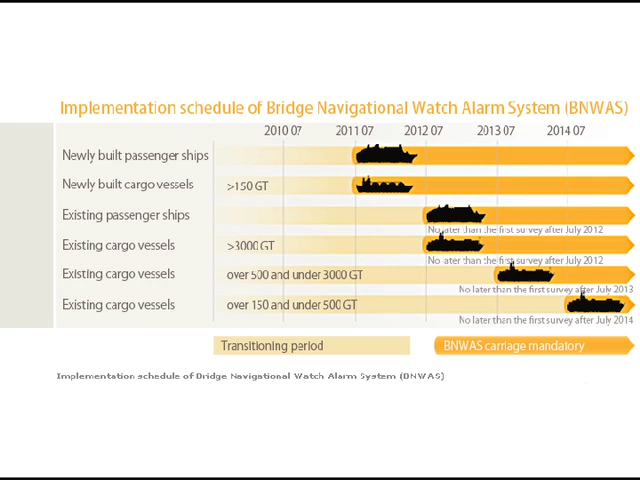 Implementation schedule of Bridge Navigational Watch Alarm System (BNWAS)
2010 07 2011 07 2012 07 2013 07 2014 07
Newly built passenger ships
Newly built cargo vessels >150 GT
Existing passenger ships
No later than the first survey after July 2012
Existing cargo vessels >3000 GT
No later than the first survey after July 2012
Existing cargo vessels over 500 and under 3000 GT
No later than the first survey after July 2013
Existing cargo vessels over 150 and under 500 GT
No later than the first survey after July 2014
Transitioning period BNWAS carriage mandatory
Implementation schedule of Bridge Navigational Watch Alarm System (BNWAS)